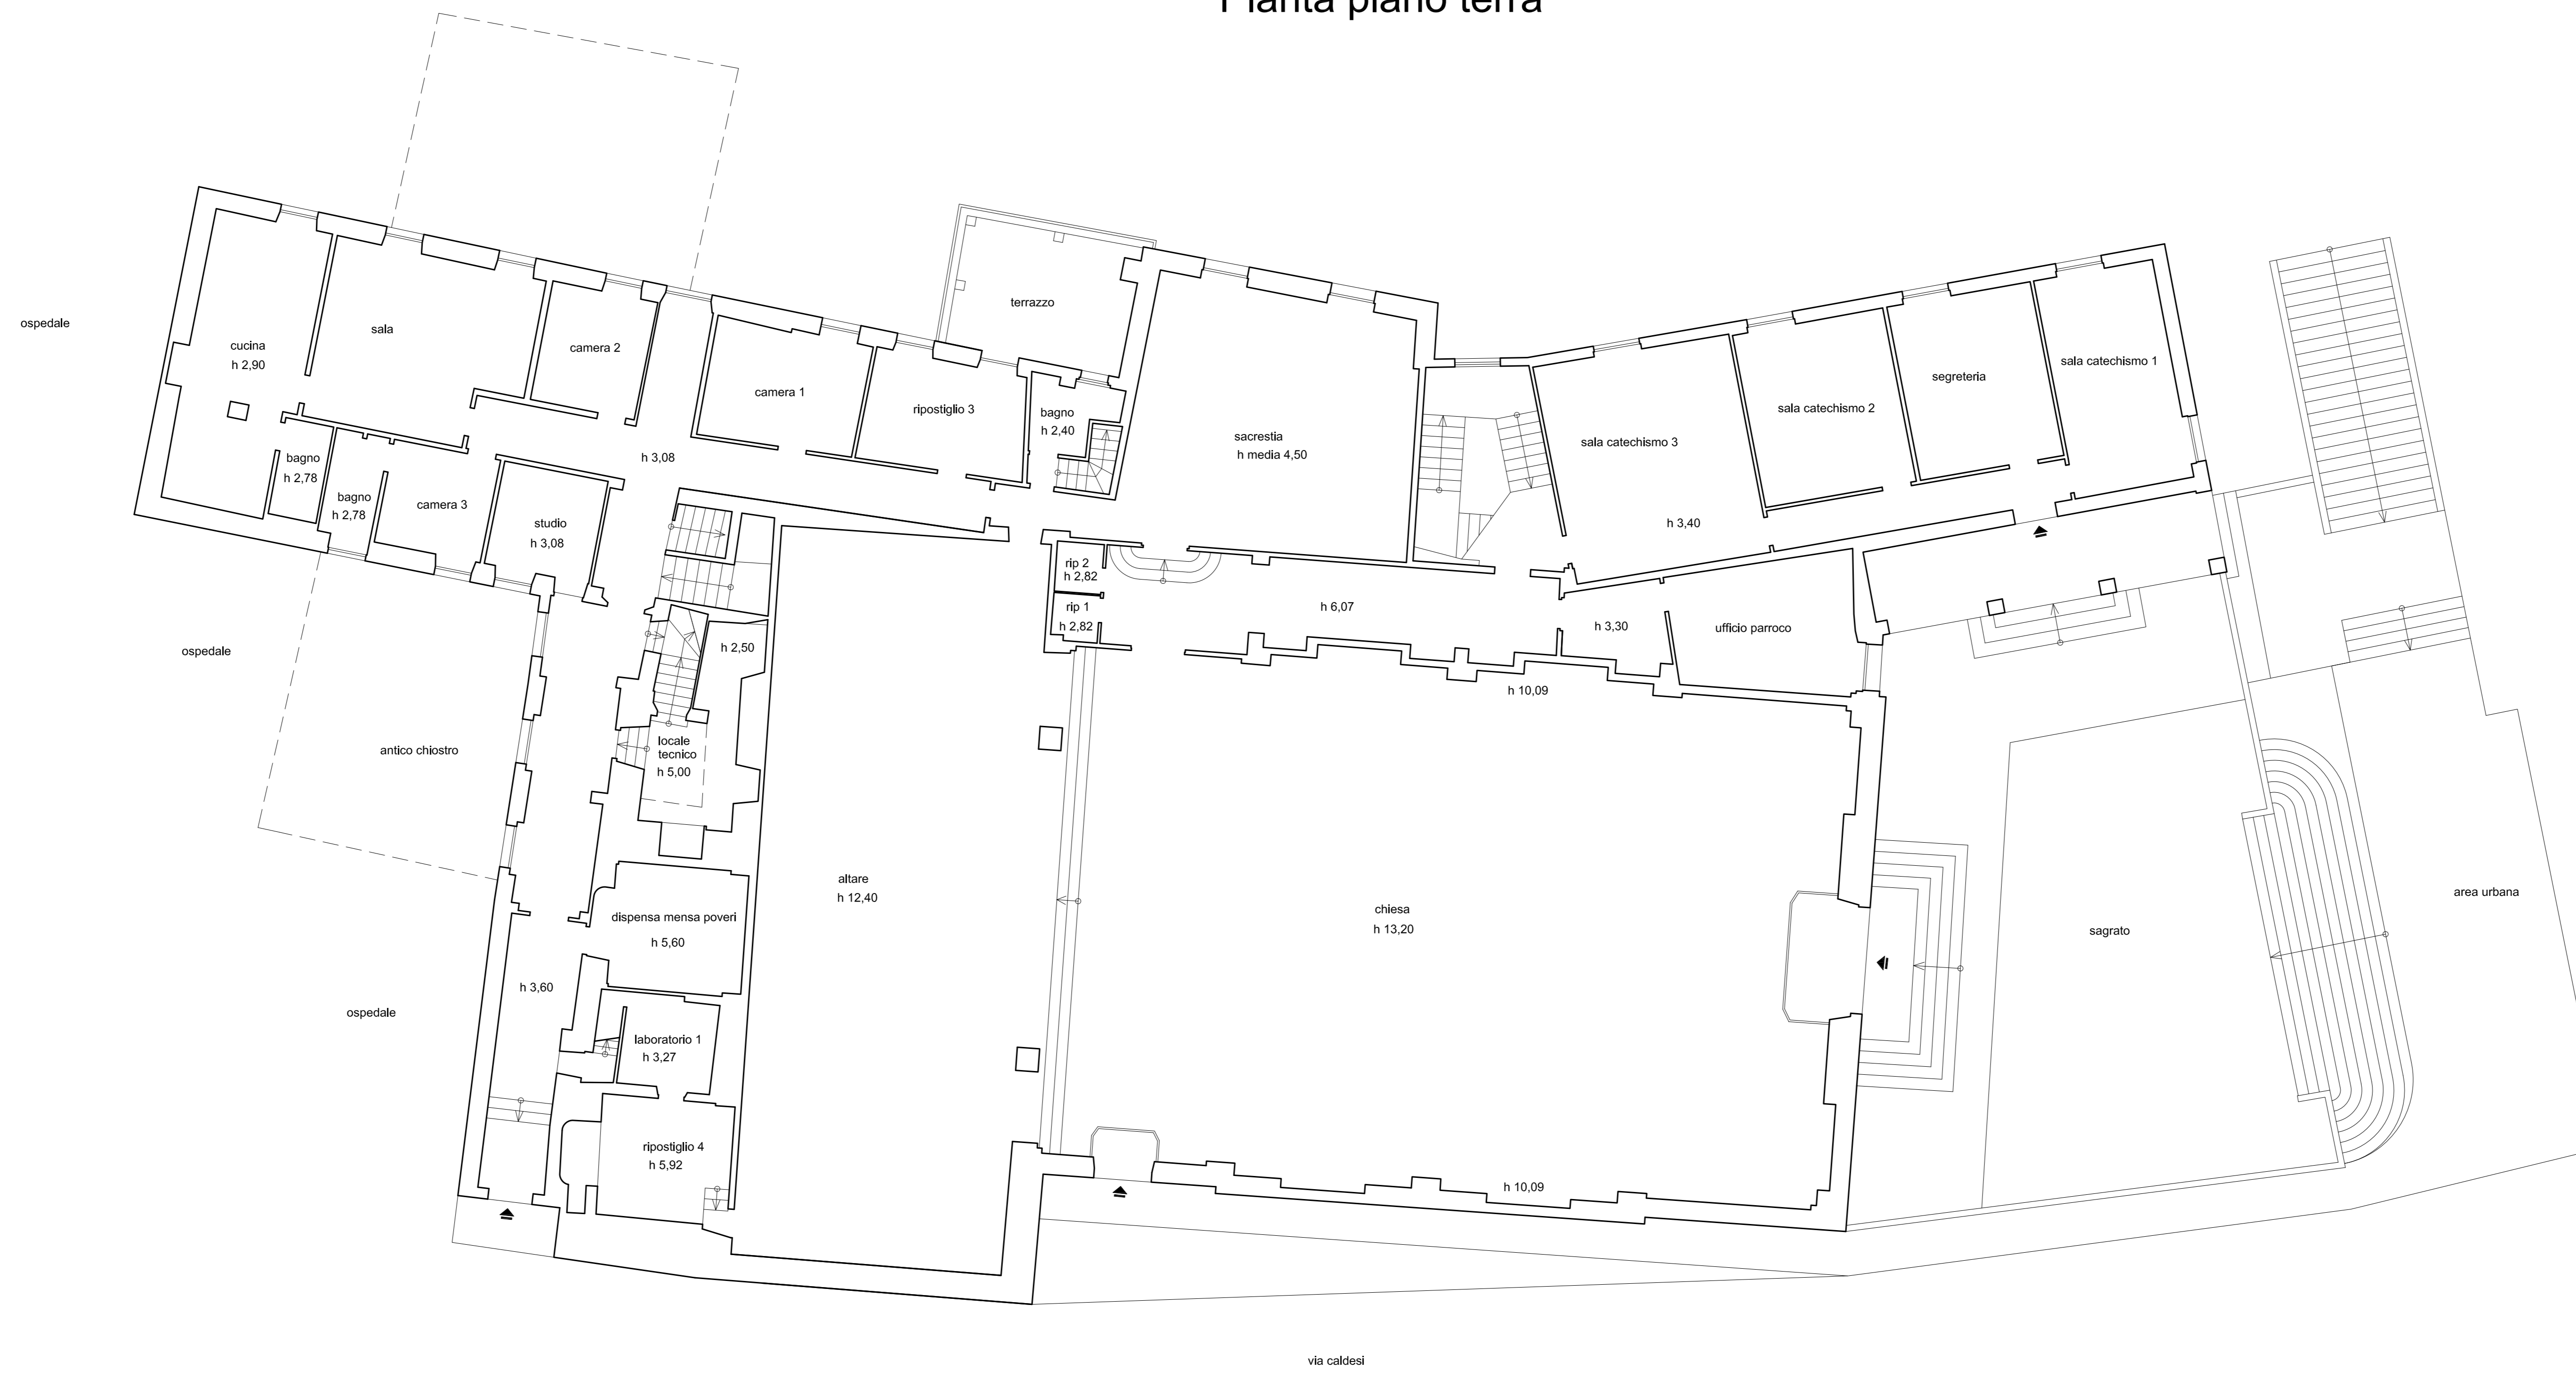 Pianta piano terra
ospedale
cucina
h 2,90
sala
camera 2
camera 1
terrazzo
ripostiglio 3
bagno
h 2,40
sacrestia
h media 4,50
sala catechismo 3
sala catechismo 2
segreteria
sala catechismo 1
bagno
h 2,78
bagno
h 2,78
camera 3
studio
h 3,08
h 3,08
h 3,40
rip 2
h 2,82
rip 1
h 2,82
h 6,07
h 3,30
ufficio parroco
ospedale
h 2,50
h 10,09
antico chiostro
locale
tecnico
h 5,00
altare
h 12,40
chiesa
h 13,20
sagrato
area urbana
dispensa mensa poveri
h 5,60
h 3,60
ospedale
laboratorio 1
h 3,27
ripostiglio 4
h 5,92
h 10,09
via caldesi